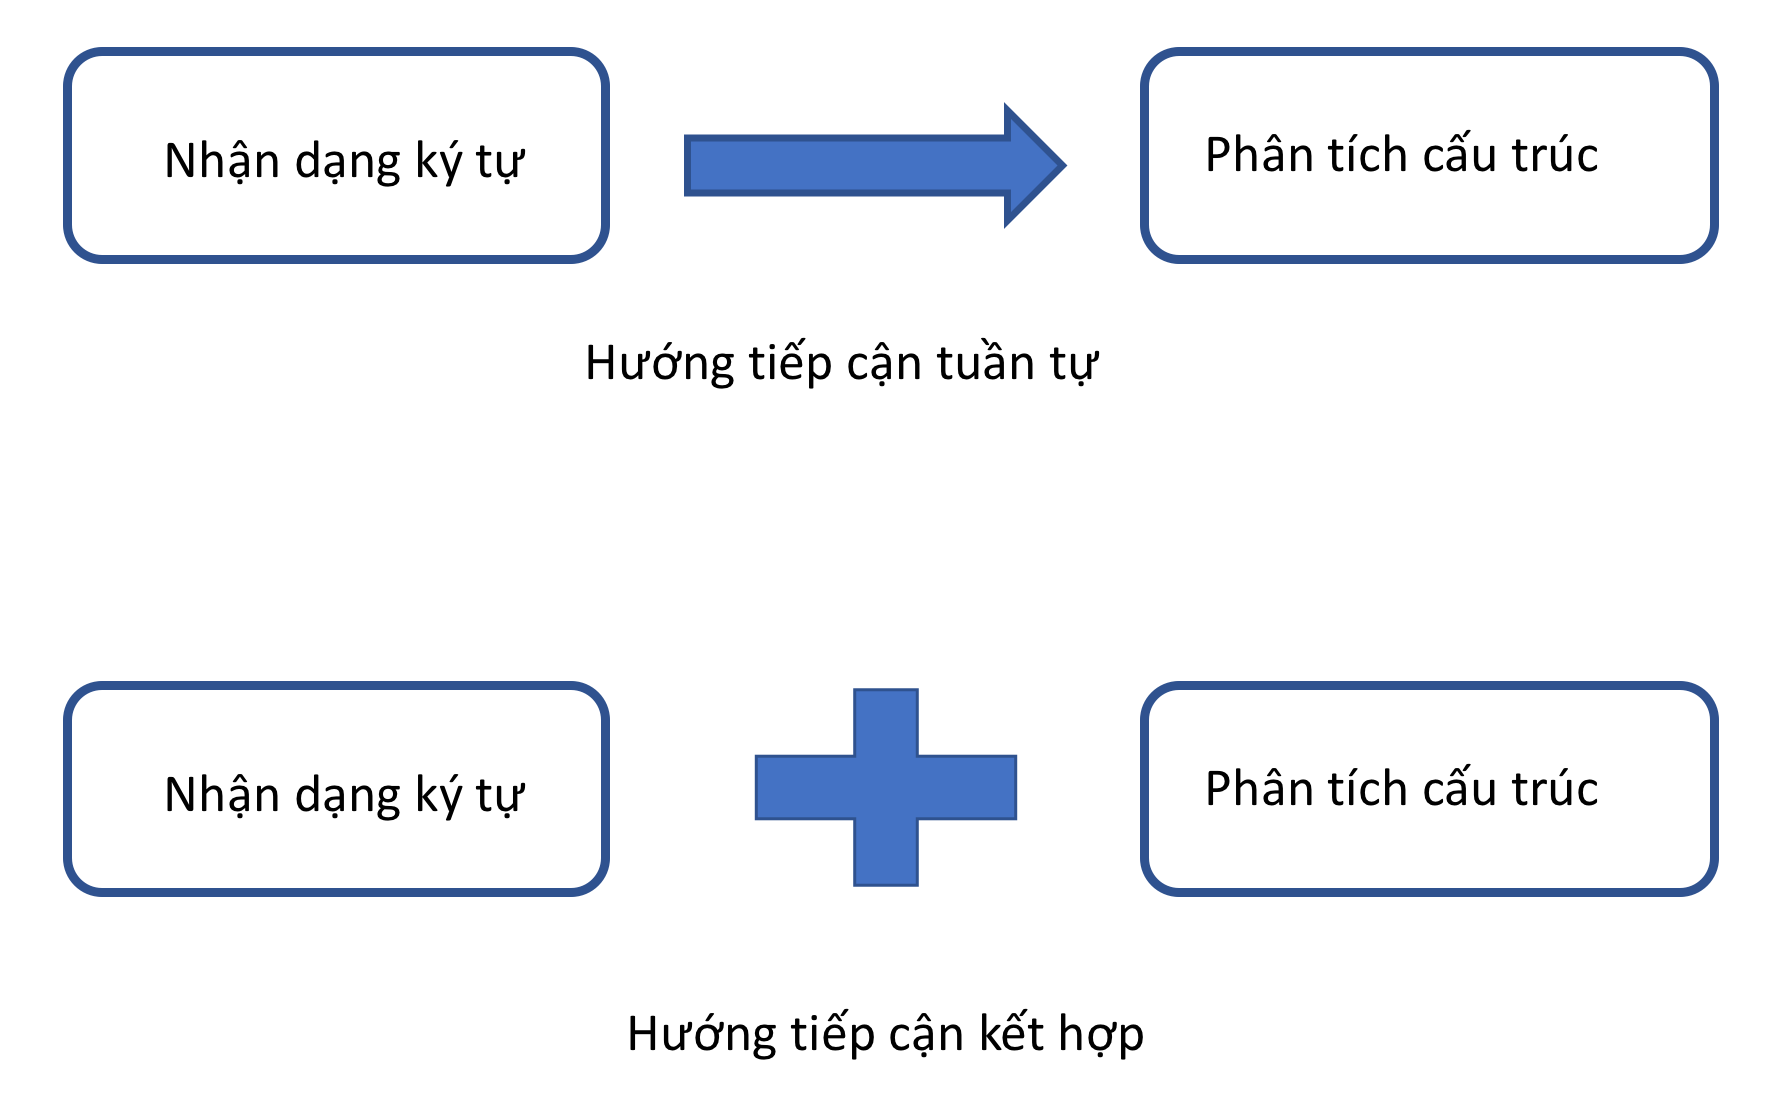 Nhận dạng ký tự
Phân tích cấu trúc
Hướng tiếp cận tuần tự
Nhận dạng ký tự
Phân tích cấu trúc
Hướng tiếp cận kết hợp